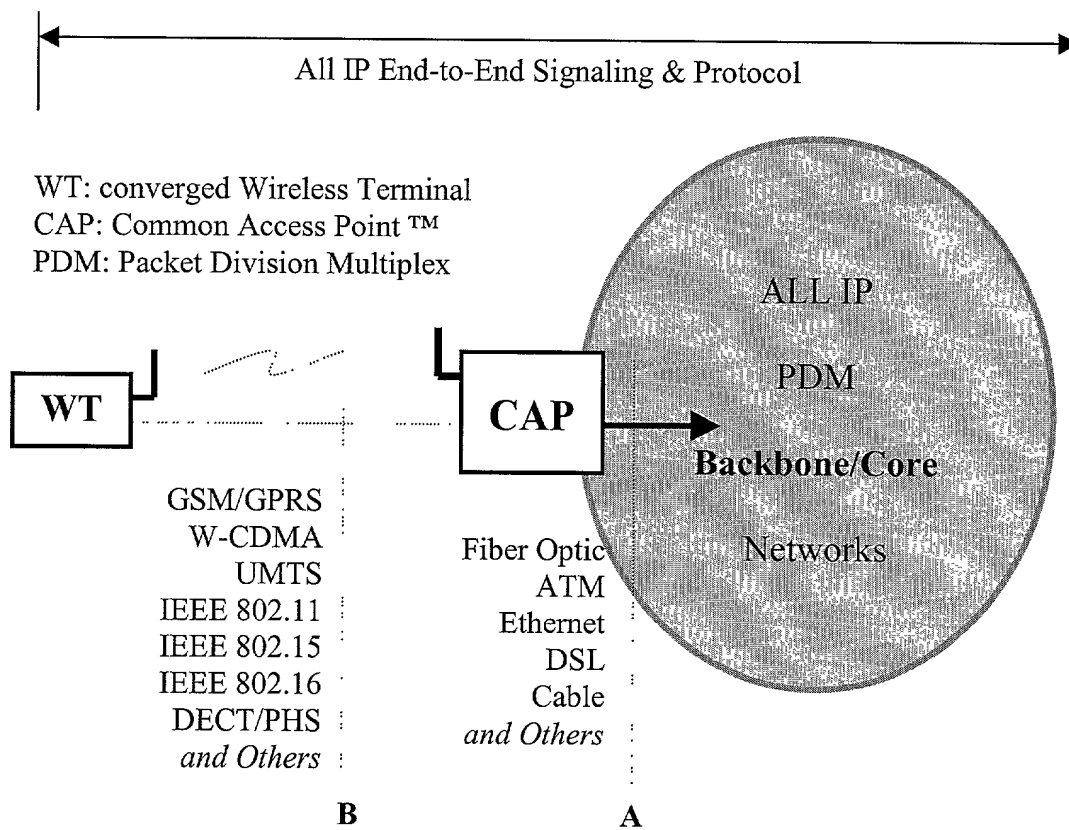 All IP End-to-End Signaling & Protocol
WT: converged Wireless Terminal
CAP: Common Access Point ™
PDM: Packet Division Multiplex
ALL IP
PDM
Backbone/Core
Networks
WT
CAP
GSM/GPRS
W-CDMA
UMTS
IEEE 802.11
IEEE 802.15
IEEE 802.16
DECT/PHS
and Others
Fiber Optic
ATM
Ethernet
DSL
Cable
and Others
B
A